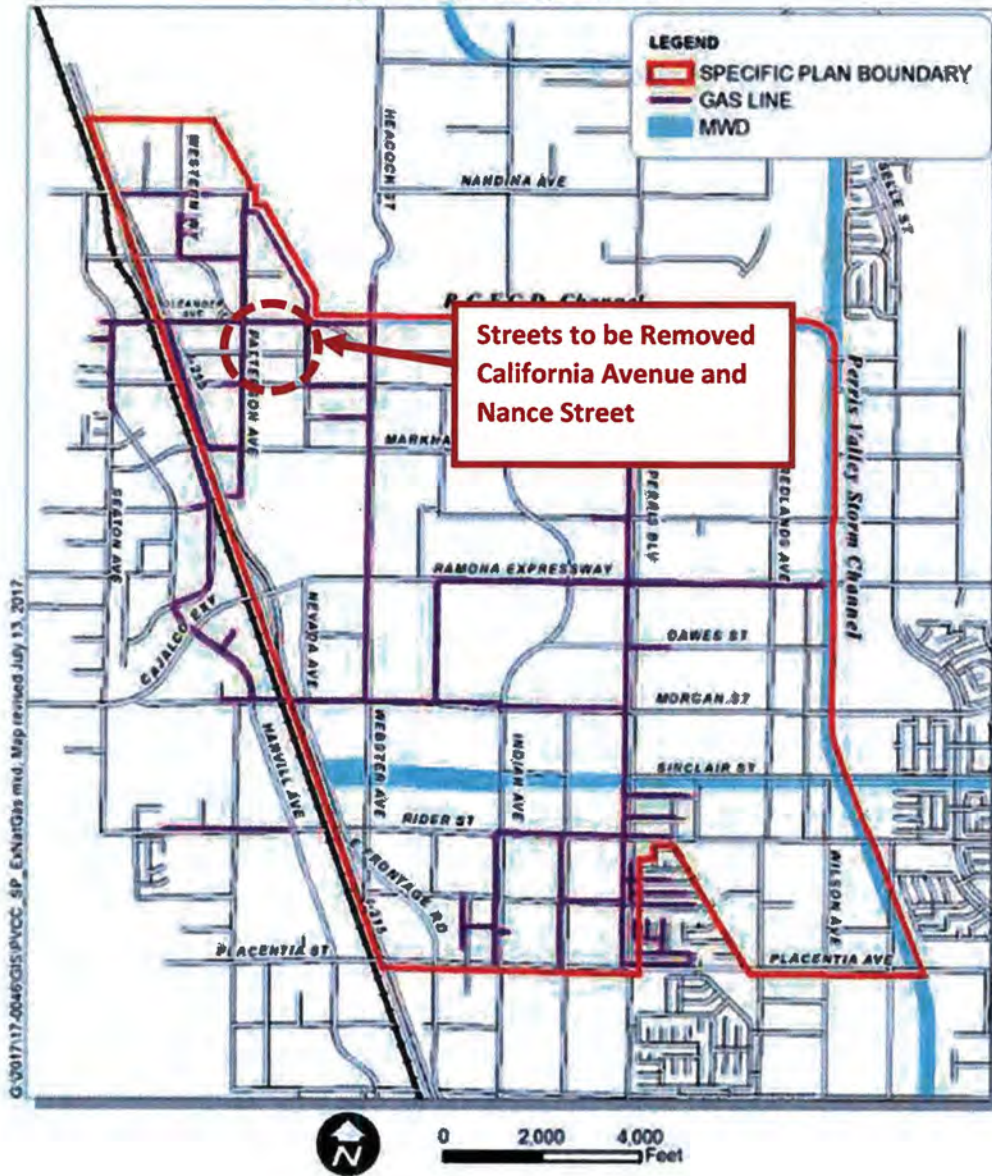 LEGEND
SPECIFIC PLAN BOUNDARY
GAS LINE
MWD
HEACOCK ST
WESTERN WY
NANDINA AVE
OLEANDER
AVE
Streets to be Removed
California Avenue and
Nance Street
PATTERSON AVE
I-215
SEATON AVE
PERRIS BLV
REDLANDS AVE
Perris Valley Storm Channel
RAMONA EXPRESSWAY
CAJALCO EXP
NEVADA AVE
DAWES ST
MORGAN ST
HARVILL AVE
WEBSTER AVE
INDIAN AVE
SINCLAIR ST
RIDER ST
E FRONTAGE RD
I-215
WILSON AVE
PLACENTIA ST
PLACENTIA AVE
N
0 2,000 4,000
Feet